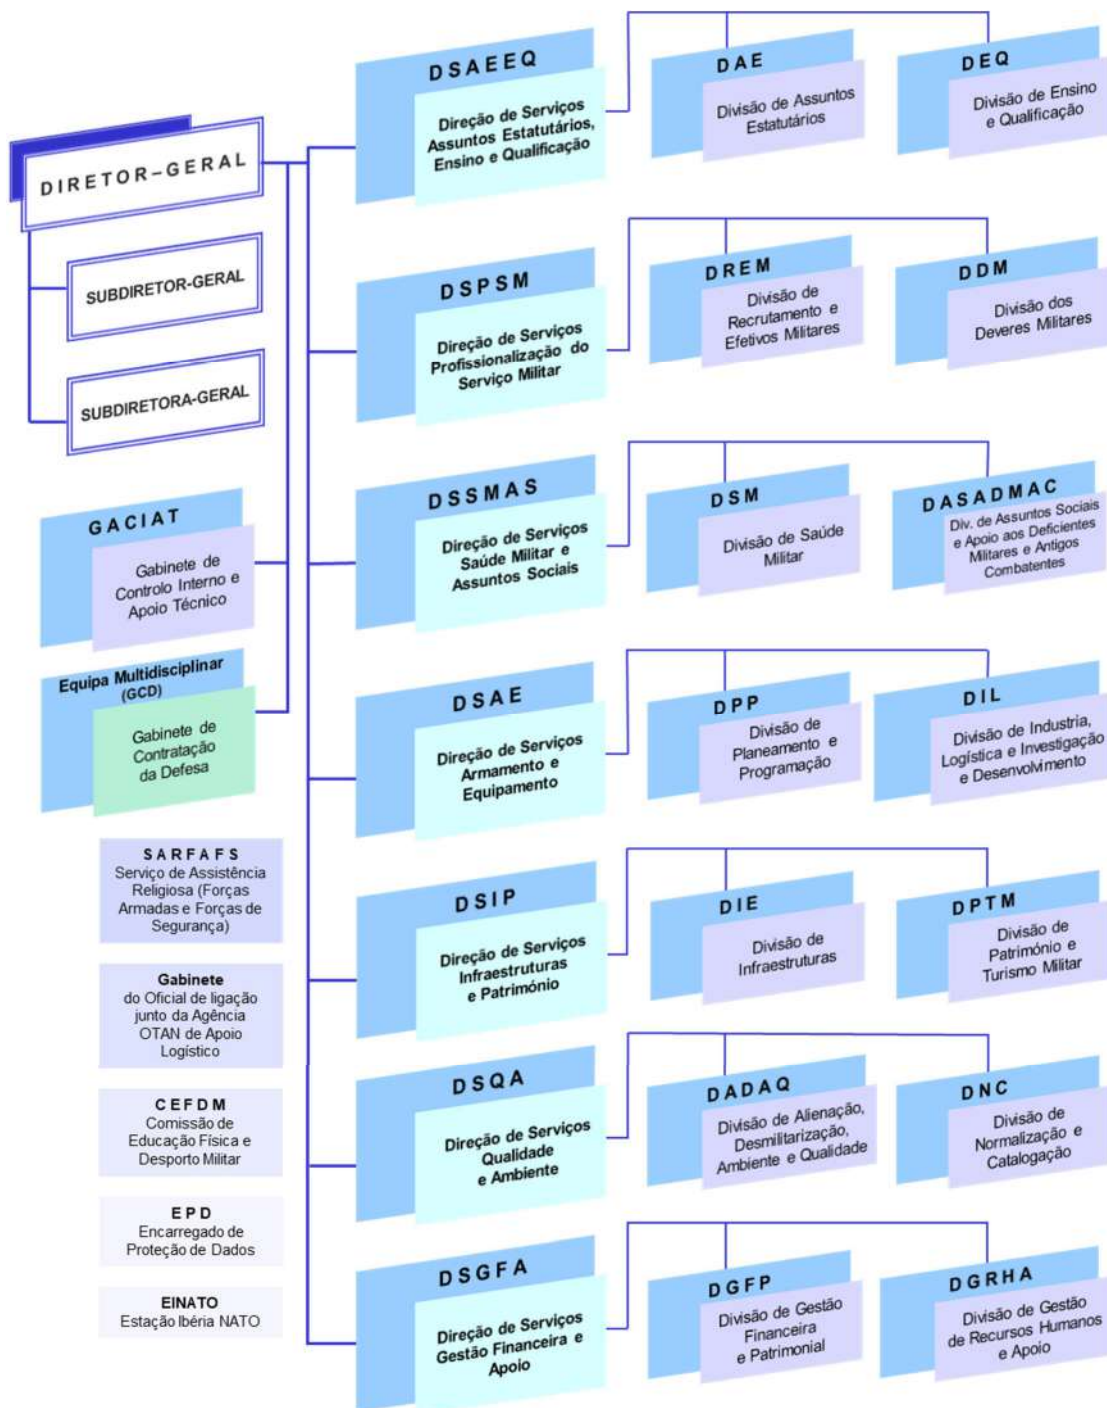 DIRETOR–GERAL
SUBDIRETOR-GERAL
SUBDIRETORA-GERAL
GACIAT
Gabinete de
Controlo Interno e
Apoio Técnico
Equipa Multidisciplinar
(GCD)
Gabinete de
Contratação
da Defesa
SARFAFS
Serviço de Assistência
Religiosa (Forças
Armadas e Forças de
Segurança)
Gabinete
do Oficial de ligação
junto da Agência
OTAN de Apoio
Logístico
CEFDM
Comissão de
Educação Física e
Desporto Militar
EPD
Encarregado de
Proteção de Dados
EINATO
Estação Ibéria NATO
DSAEEQ
Direção de Serviços
Assuntos Estatutários,
Ensino e Qualificação
DAE
Divisão de Assuntos
Estatutários
DEQ
Divisão de Ensino
e Qualificação
DSPSM
Direção de Serviços
Profissionalização do
Serviço Militar
DREM
Divisão de
Recrutamento e
Efetivos Militares
DDM
Divisão dos
Deveres Militares
DSSMAS
Direção de Serviços
Saúde Militar e
Assuntos Sociais
DSM
Divisão de Saúde
Militar
DASADMAC
Div. de Assuntos Sociais
e Apoio aos Deficientes
Militares e Antigos
Combatentes
DSAE
Direção de Serviços
Armamento e
Equipamento
DPP
Divisão de
Planeamento e
Programação
DIL
Divisão de Industria,
Logística e Investigação
e Desenvolvimento
DSIP
Direção de Serviços
Infraestruturas
e Património
DIE
Divisão de
Infraestruturas
DPTM
Divisão de
Património e
Turismo Militar
DSQA
Direção de Serviços
Qualidade
e Ambiente
DADAQ
Divisão de Alienação,
Desmilitarização,
Ambiente e Qualidade
DNC
Divisão de
Normalização e
Catalogação
DSGFA
Direção de Serviços
Gestão Financeira e
Apoio
DGFP
Divisão de Gestão
Financeira
e Patrimonial
DGRHA
Divisão de Gestão
de Recursos Humanos
e Apoio